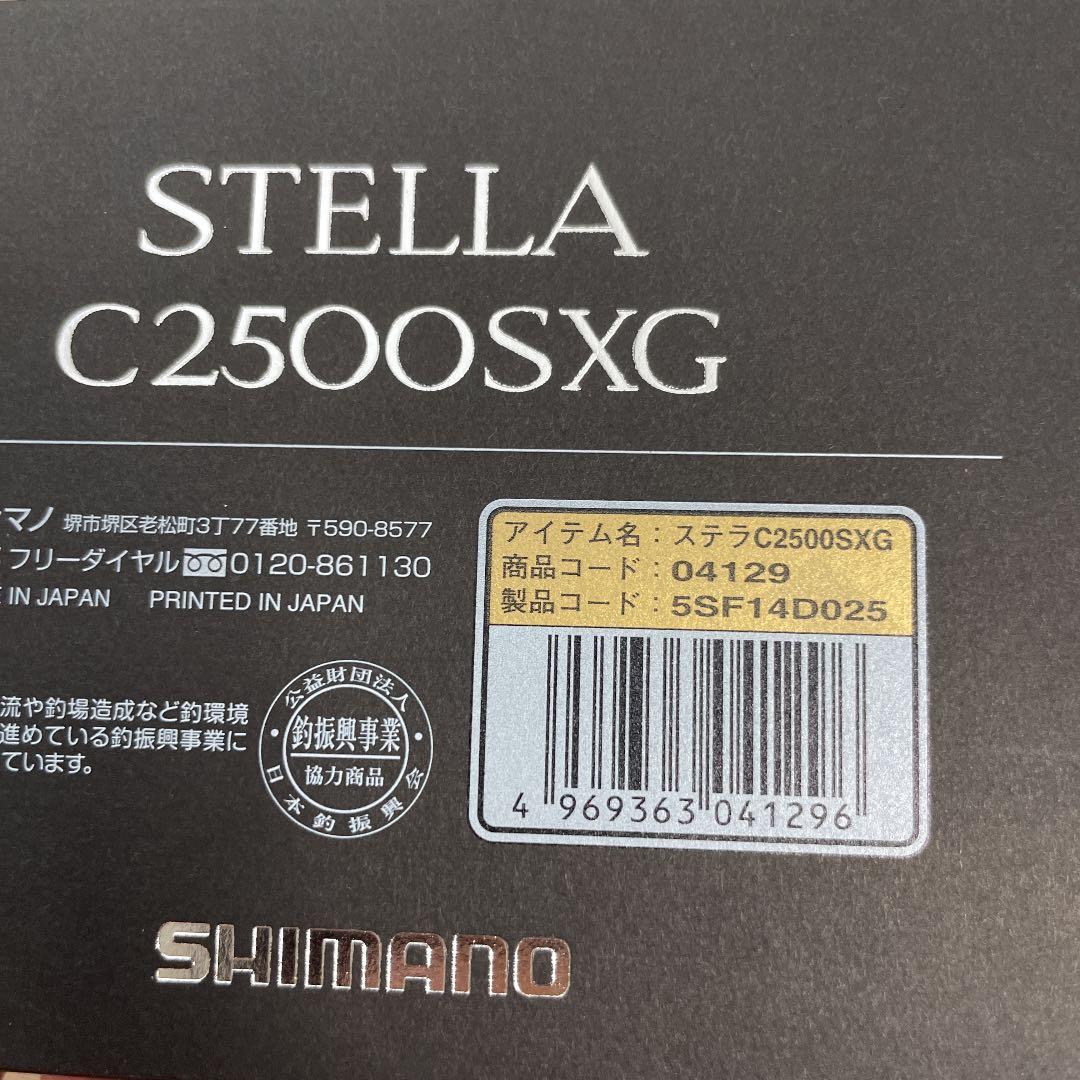 STELLA
C2500SXG
マノ 堺市堺区老松町3丁77番地 〒590-8577
フリーダイヤル 0120-861130
IN JAPAN PRINTED IN JAPAN
アイテム名：ステラC2500SXG
商品コード：04129
製品コード：5SF14D025
4 969363 041296
流や釣場造成など釣環境
進めている釣振興事業に
ています。
公益財団法人
釣振興事業
協力商品
日本釣振興会
SHIMANO